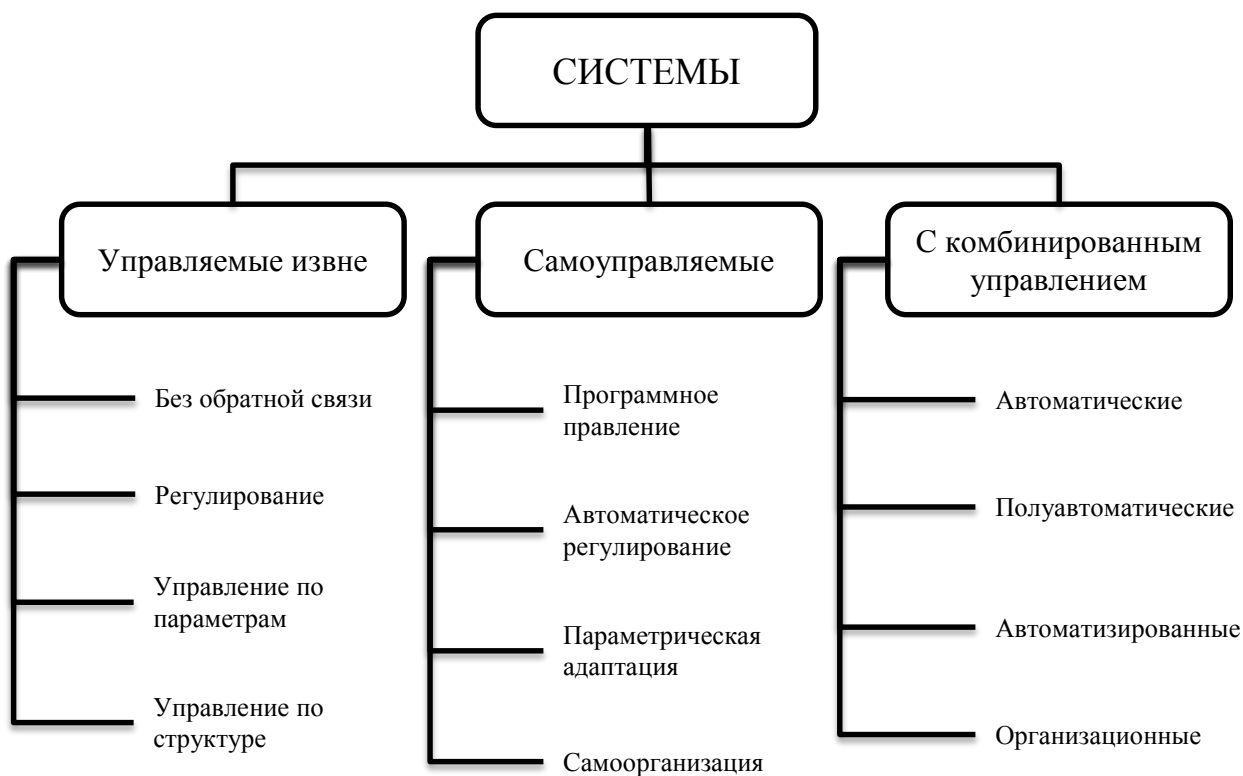 СИСТЕМЫ
Управляемые извне
Без обратной связи
Регулирование
Управление по
параметрам
Управление по
структуре
Самоуправляемые
Программное
правление
Автоматическое
регулирование
Параметрическая
адаптация
Самоорганизация
С комбинированным
управлением
Автоматические
Полуавтоматические
Автоматизированные
Организационные